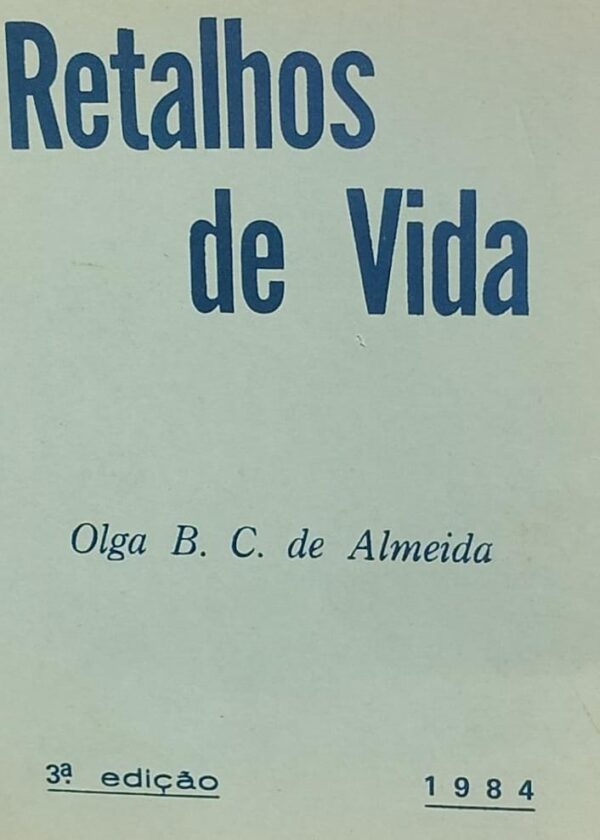 Retalhos
de Vida
Olga B. C. de Almeida
3ª edição 1984